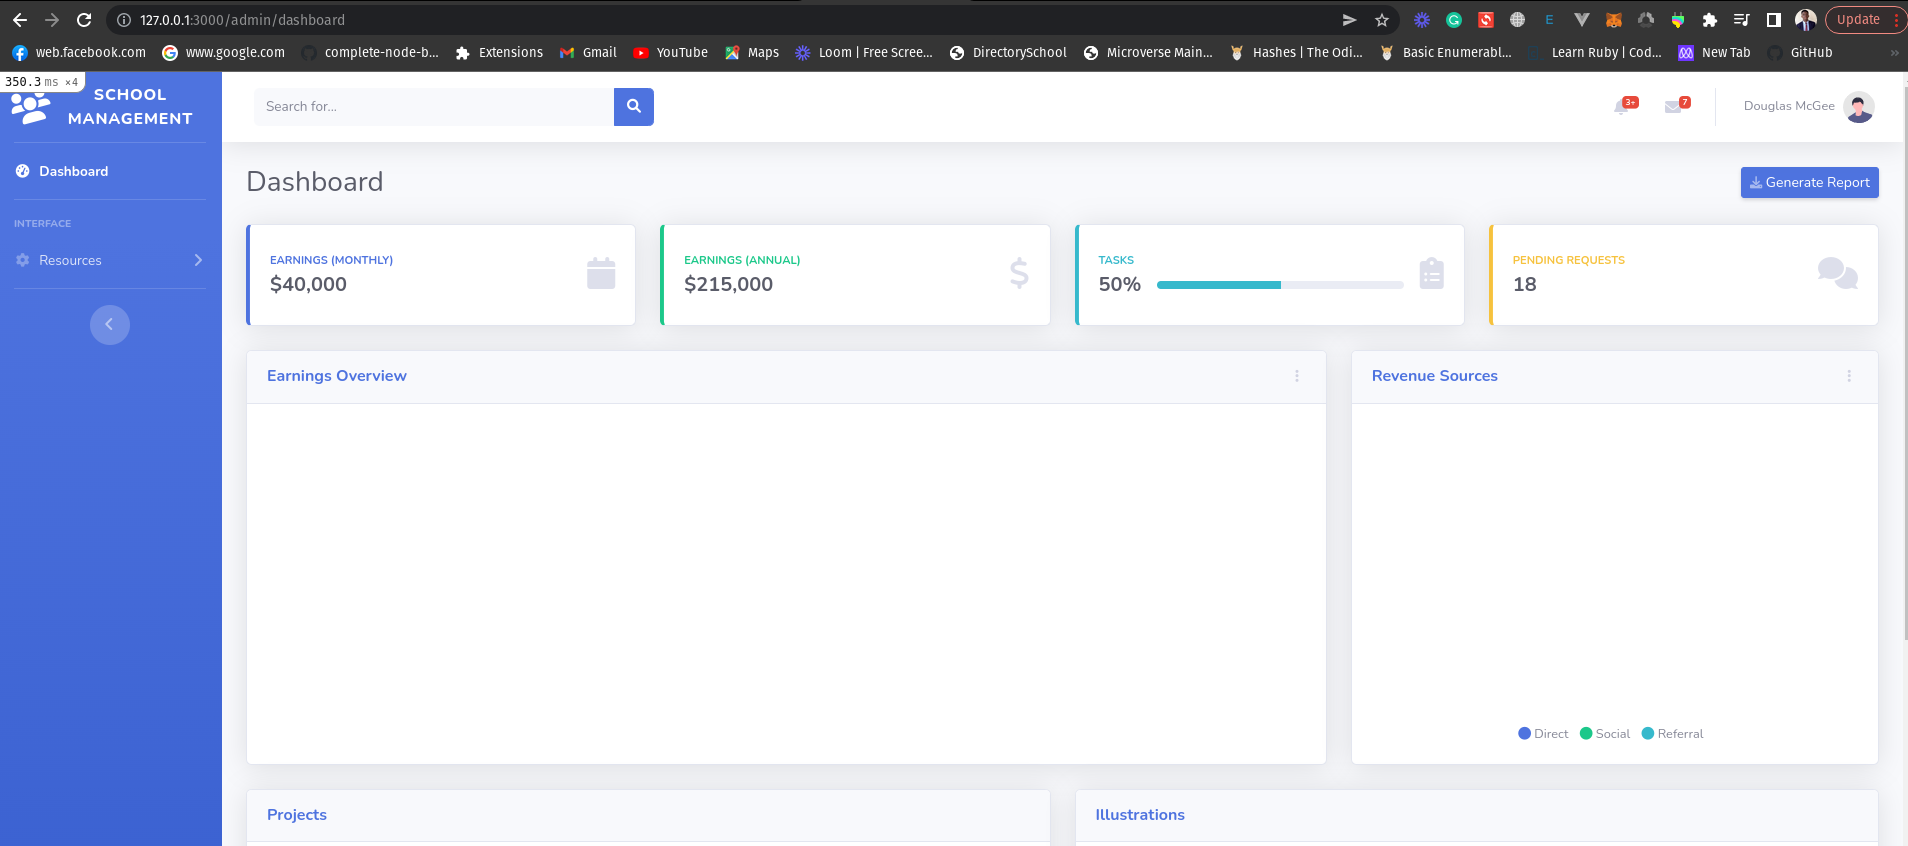 127.0.0.1:3000/admin/dashboard
Update
web.facebook.com
www.google.com
complete-node-b...
Extensions
Gmail
YouTube
Maps
Loom | Free Scree...
DirectorySchool
Microverse Main...
Hashes | The Odi...
Basic Enumerabl...
Learn Ruby | Cod...
New Tab
GitHub
»
350.3 ms ×4
SCHOOL
MANAGEMENT
Search for...
3+
7
Douglas McGee
Dashboard
INTERFACE
Resources
Dashboard
Generate Report
EARNINGS (MONTHLY)
$40,000
EARNINGS (ANNUAL)
$215,000
TASKS
50%
PENDING REQUESTS
18
Earnings Overview
Revenue Sources
Direct
Social
Referral
Projects
Illustrations